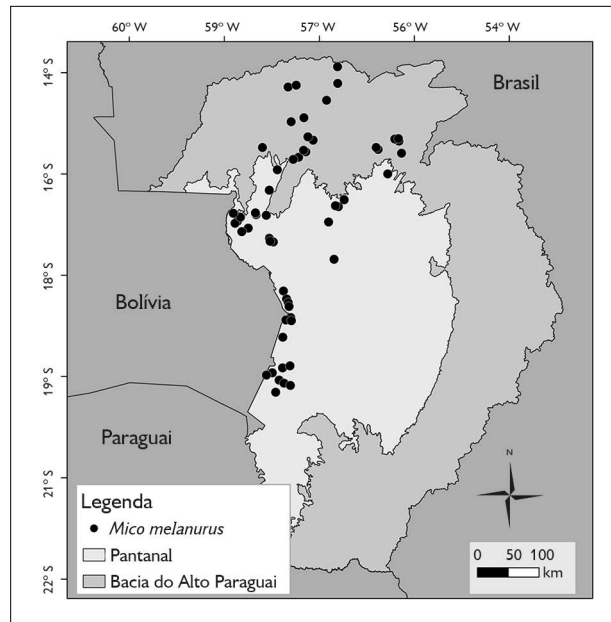 60° W 59° W 57° W 56° W 54° W
14° S
Brasil
16° S
18° S
Bolívia
19° S
Paraguai
21° S
22° S
N
Legenda
Mico melanurus
Pantanal
Bacia do Alto Paraguai
0 50 100
km